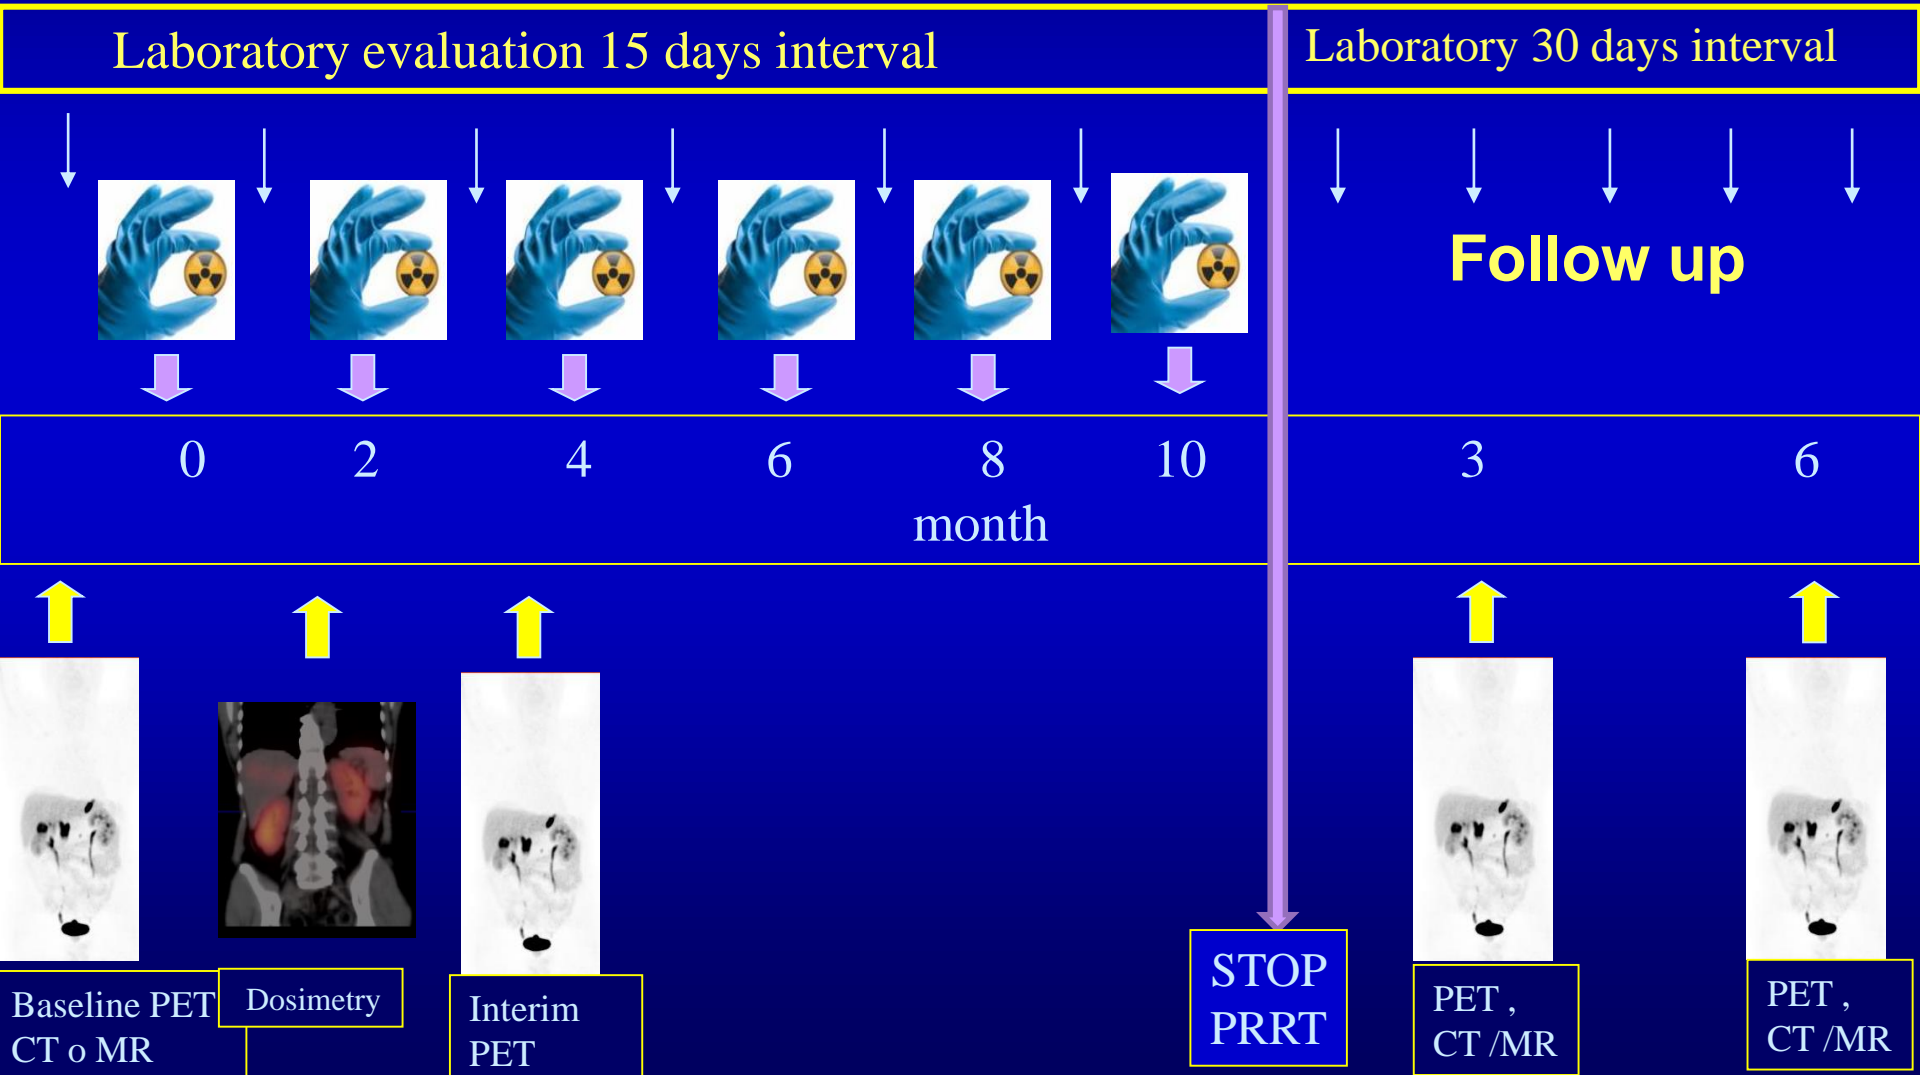 Laboratory evaluation 15 days interval
Laboratory 30 days interval
Follow up
0 2 4 6 8 10 3 6
month
Baseline PET
CT o MR
Dosimetry
Interim
PET
STOP
PRRT
PET ,
CT /MR
PET ,
CT /MR